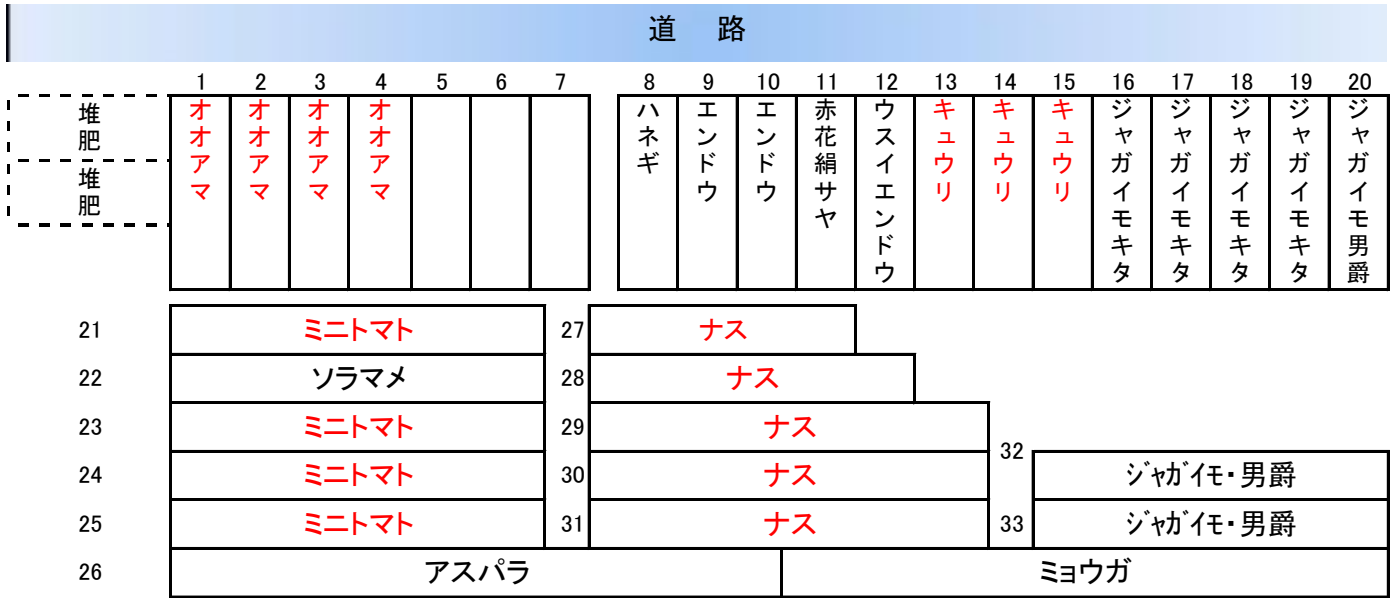 道 路
1 2 3 4 5 6 7 8 9 10 11 12 13 14 15 16 17 18 19 20
堆肥
堆肥
オオアマ
オオアマ
オオアマ
オオアマ
ハネギ
エンドウ
エンドウ
赤花絹サヤ
ウスイエンドウ
キュウリ
キュウリ
キュウリ
ジャガイモキタ
ジャガイモキタ
ジャガイモキタ
ジャガイモキタ
ジャガイモ男爵
21 ミニトマト 27 ナス
22 ソラマメ 28 ナス
23 ミニトマト 29 ナス
24 ミニトマト 30 ナス 32 ジャガイモ・男爵
25 ミニトマト 31 ナス 33 ジャガイモ・男爵
26 アスパラ ミョウガ